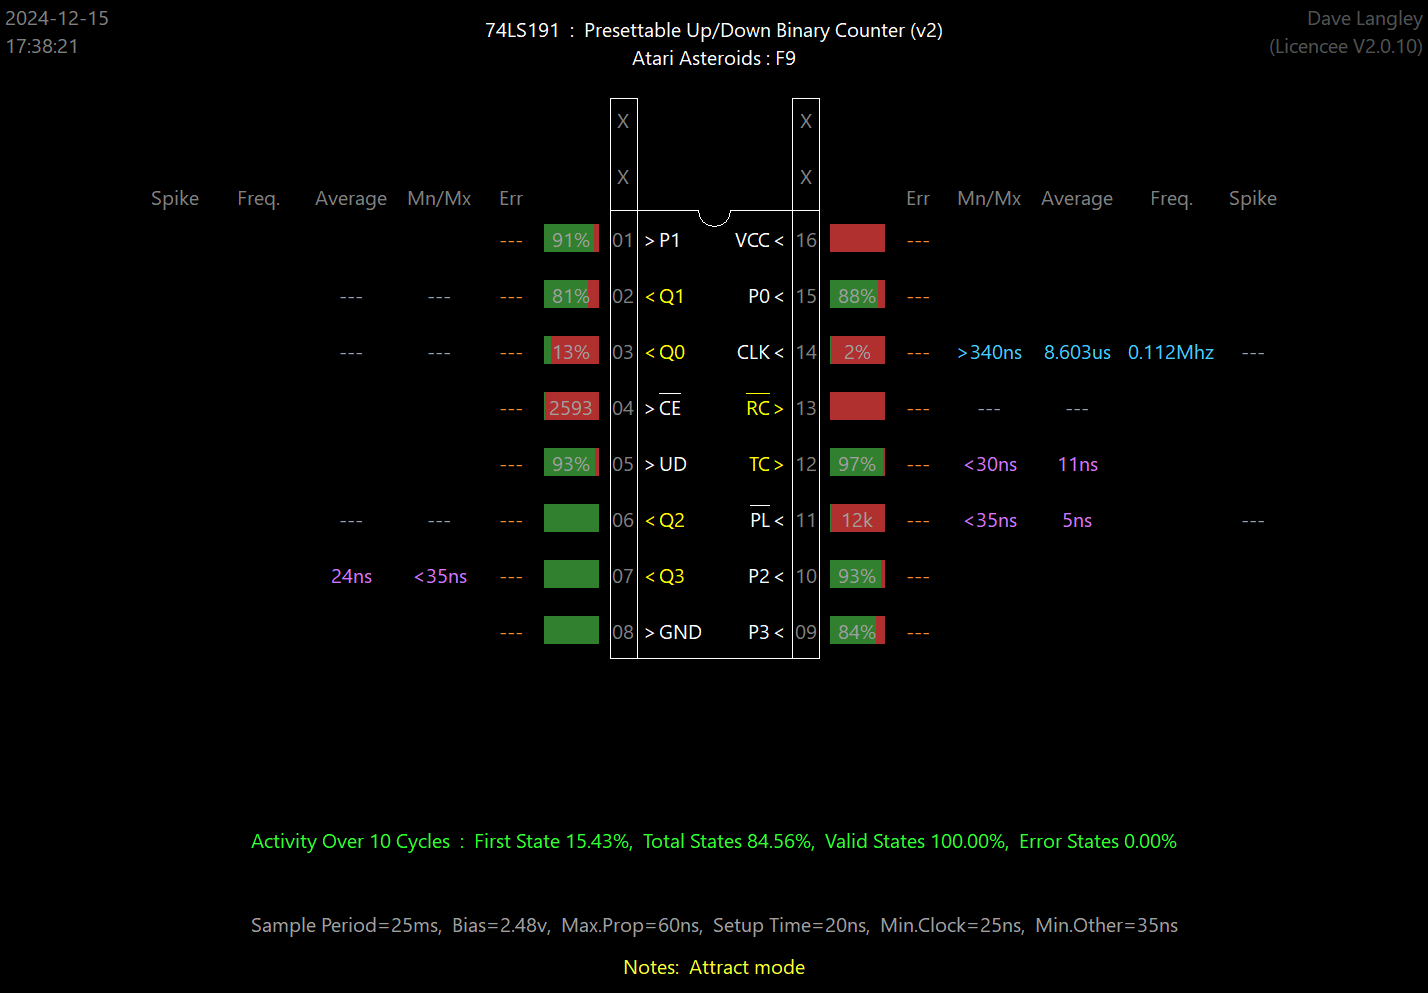 2024-12-15
17:38:21
74LS191 : Presettable Up/Down Binary Counter (v2)
Atari Asteroids : F9
Dave Langley
(Licencee V2.0.10)
X X
X X
Spike Freq. Average Mn/Mx Err Err Mn/Mx Average Freq. Spike
--- 91% 01 >P1 VCC< 16 ---
--- --- --- 81% 02 <Q1 P0< 15 88% ---
--- --- --- 13% 03 <Q0 CLK< 14 2% --- >340ns 8.603us 0.112Mhz ---
--- 2593 04 >CE RC> 13 --- --- ---
--- 93% 05 >UD TC> 12 97% --- <30ns 11ns
--- --- --- 06 <Q2 PL< 11 12k --- <35ns 5ns ---
24ns <35ns --- 07 <Q3 P2< 10 93% ---
--- 08 >GND P3< 09 84% ---
Activity Over 10 Cycles : First State 15.43%, Total States 84.56%, Valid States 100.00%, Error States 0.00%
Sample Period=25ms, Bias=2.48v, Max.Prop=60ns, Setup Time=20ns, Min.Clock=25ns, Min.Other=35ns
Notes: Attract mode